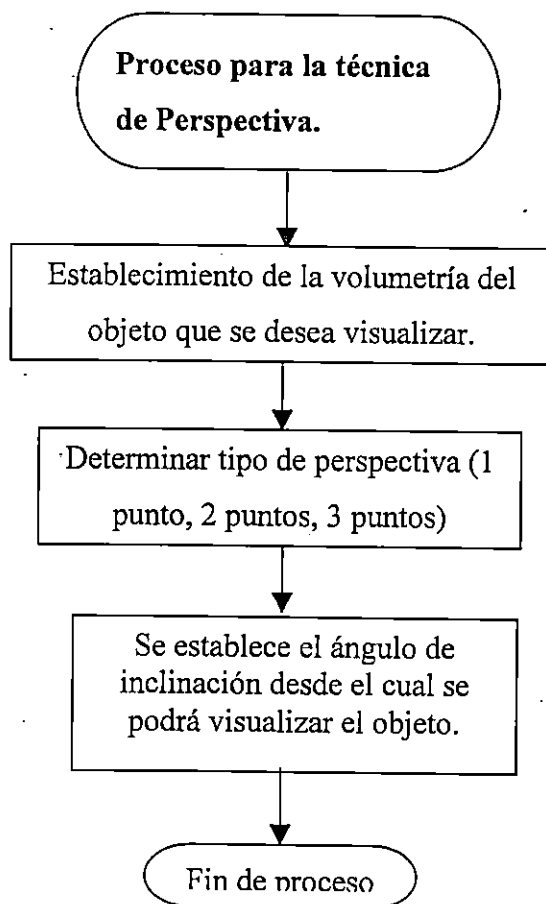 Proceso para la técnica
de Perspectiva.
Establecimiento de la volumetría del
objeto que se desea visualizar.
Determinar tipo de perspectiva (1
punto, 2 puntos, 3 puntos)
Se establece el ángulo de
inclinación desde el cual se
podrá visualizar el objeto.
Fin de proceso